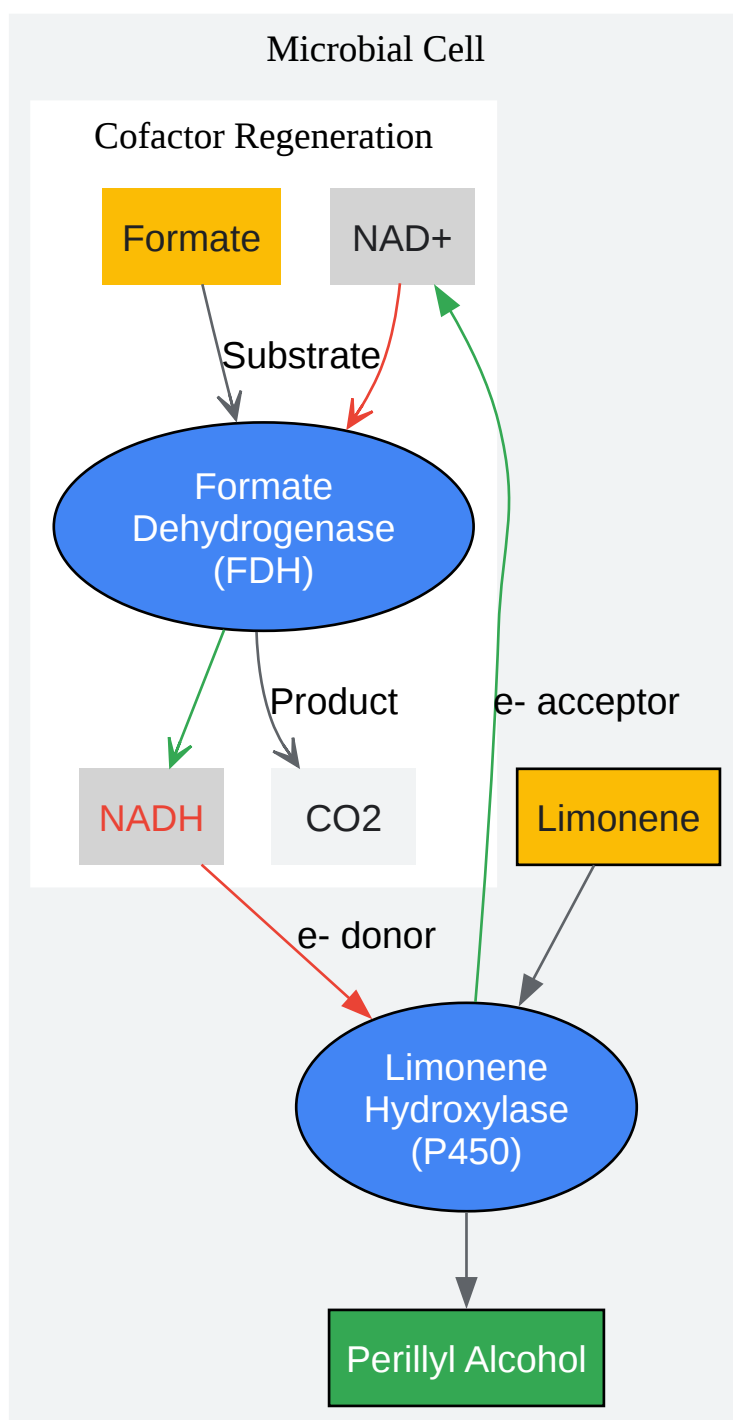 Microbial Cell
Cofactor Regeneration
Formate
NAD+
Substrate
Formate
Dehydrogenase
(FDH)
Product
e- acceptor
NADH
CO2
Limonene
e- donor
Limonene
Hydroxylase
(P450)
Perillyl Alcohol